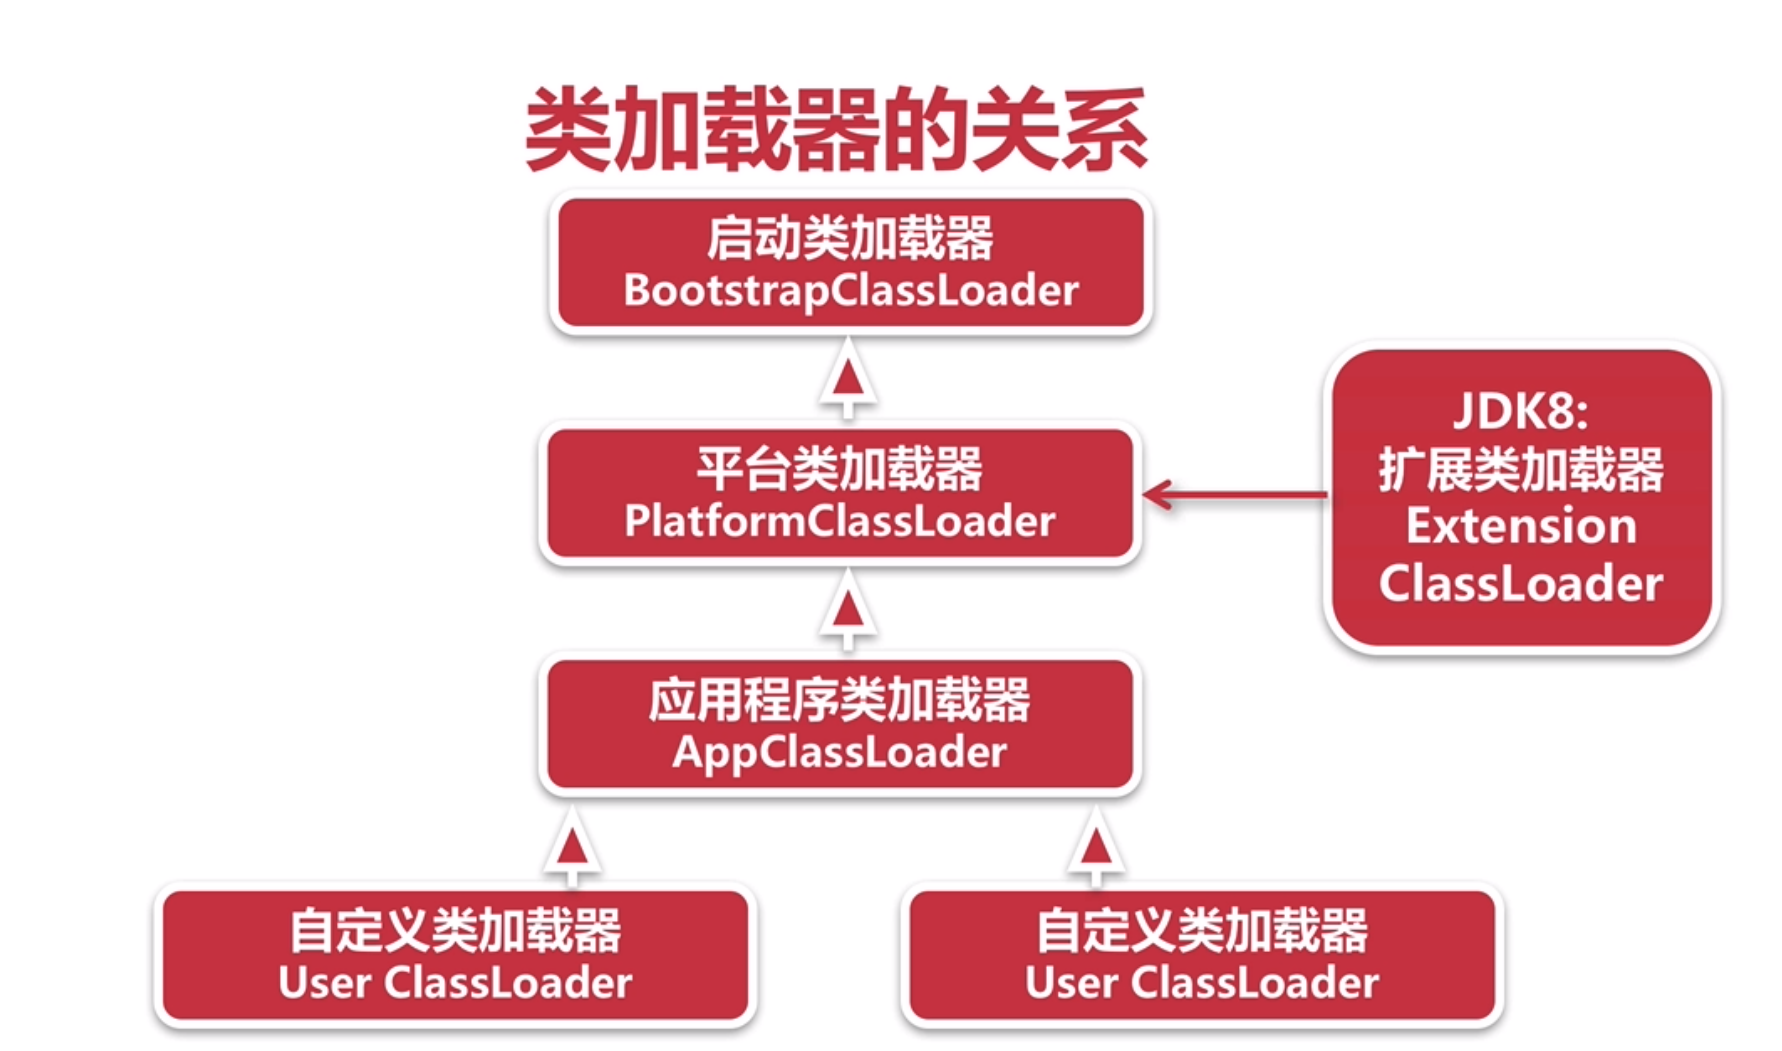 类加载器的关系
启动类加载器
BootstrapClassLoader
平台类加载器
PlatformClassLoader
JDK8:
扩展类加载器
Extension
ClassLoader
应用程序类加载器
AppClassLoader
自定义类加载器
User ClassLoader
自定义类加载器
User ClassLoader